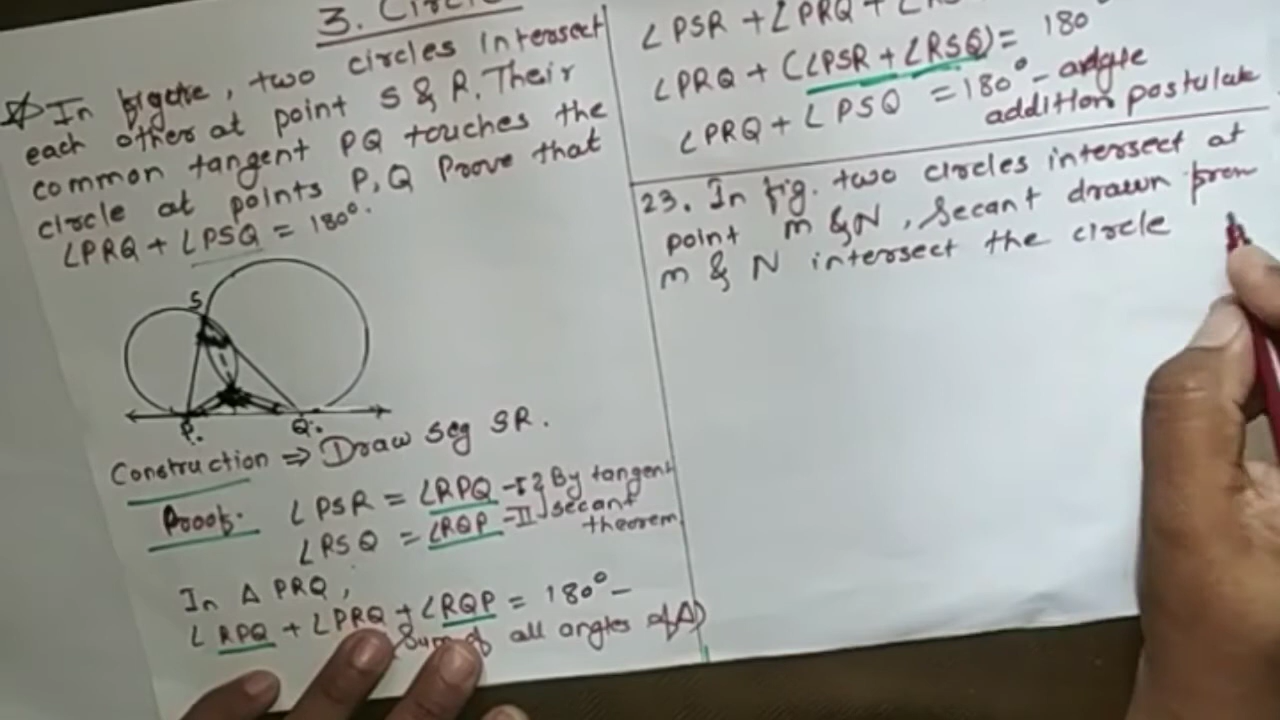 3. Circle
In figure, two circles intersect
each other at point S & R. Their
common tangent PQ touches the
circle at points P, Q Prove that
∠PRQ + ∠PSQ = 180°.
S
P. Q.
Construction ⇒ Draw seg SR.
Proof:- ∠PSR = ∠RPQ - I } By tangent
∠RSQ = ∠RQP - II } secant
theorem
In Δ PRQ,
∠RPQ + ∠PRQ + ∠RQP = 180° -
(Sum of all angles of Δ)
∠PSR + ∠PRQ +
∠PRQ + (∠PSR + ∠RSQ) = 180
∠PRQ + ∠PSQ = 180° - angle
addition postulate
23. In fig. two circles intersect at
point m & N, Secant drawn from
m & N intersect the circle